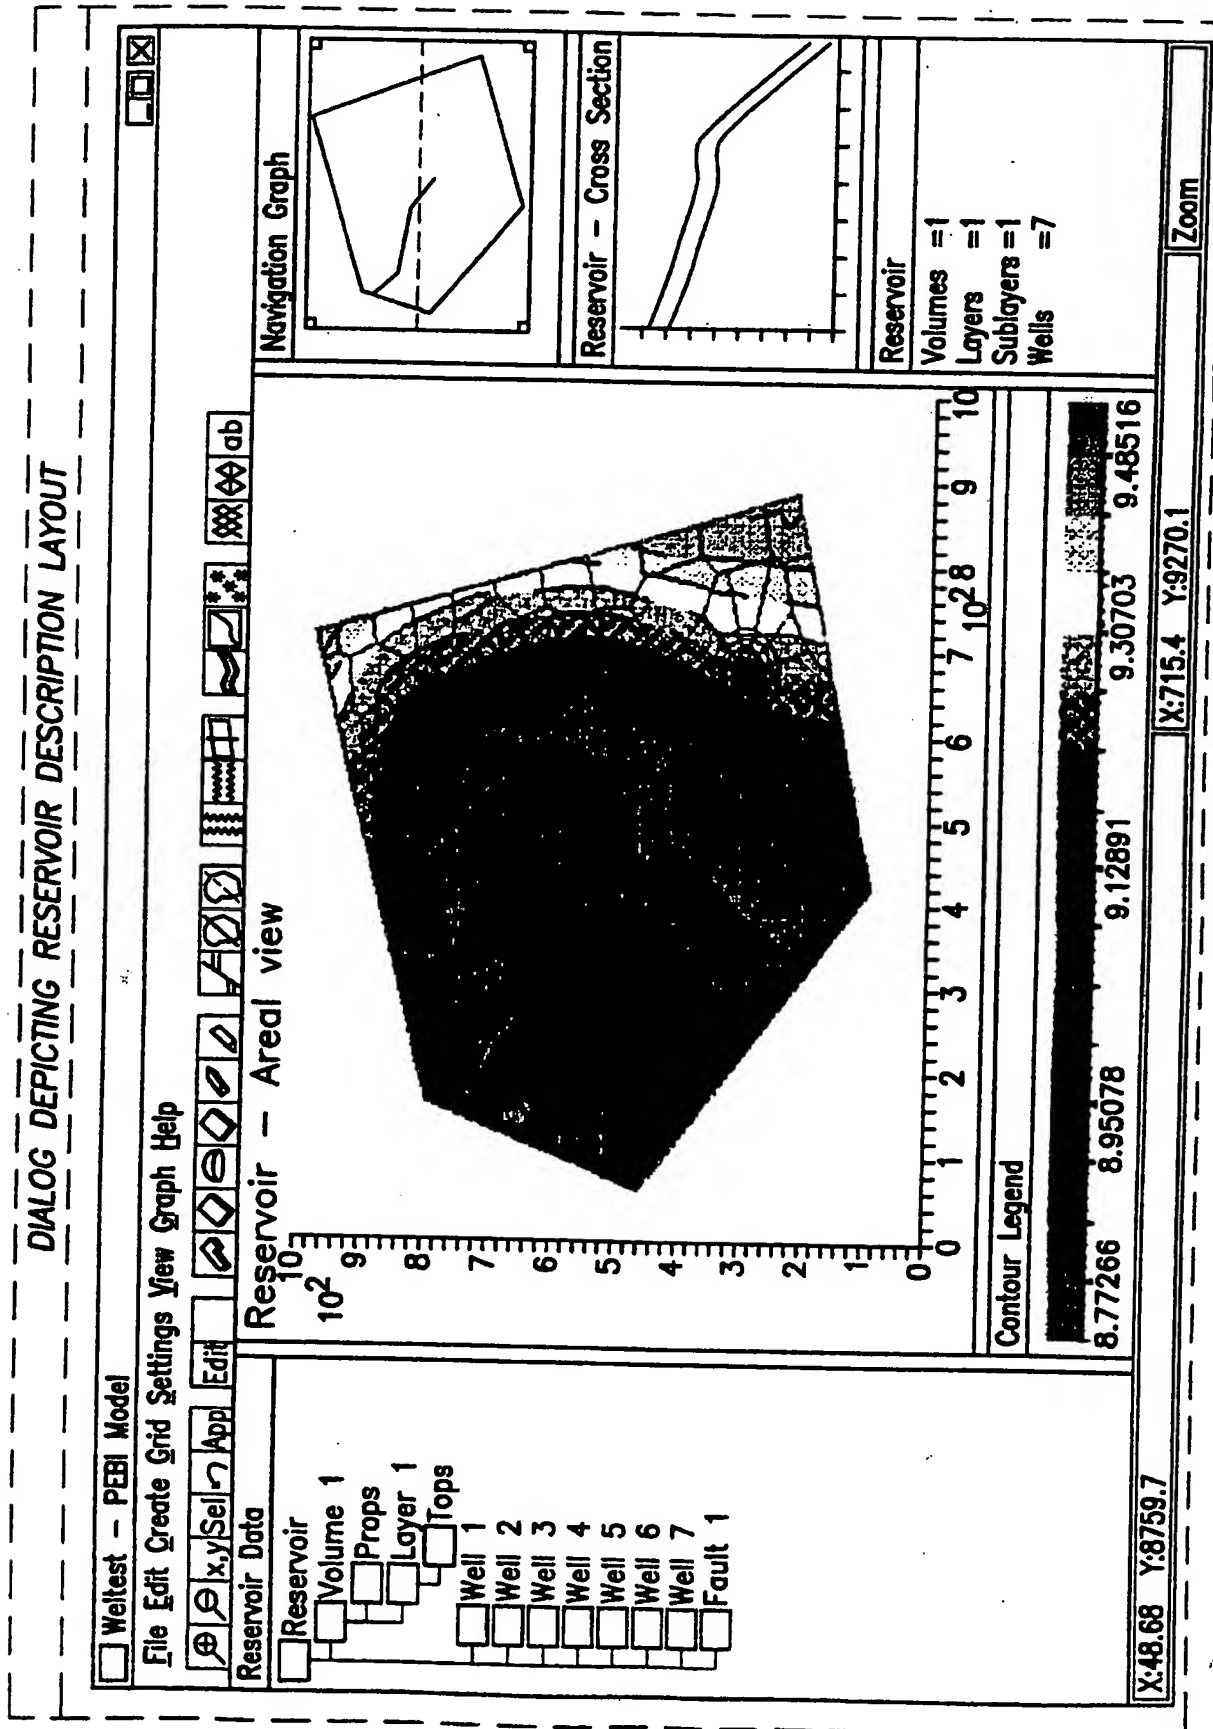 DIALOG DEPICTING RESERVOIR DESCRIPTION LAYOUT
Weltest – PEBI Model
File Edit Create Grid Settings View Graph Help
x,y Sel App Edit ab
Reservoir Data
Reservoir
Volume 1
Props
Layer 1
Tops
Well 1
Well 2
Well 3
Well 4
Well 5
Well 6
Well 7
Fault 1
Reservoir – Areal view
10
10²
9
8
7
6
5
4
3
2
1
0
0 1 2 3 4 5 6 7 10² 8 9 10
Contour Legend
8.77266 8.95078 9.12891 9.30703 9.48516
Navigation Graph
Reservoir – Cross Section
Reservoir
Volumes =1
Layers =1
Sublayers =1
Wells =7
X:48.68 Y:8759.7
X:715.4 Y:9270.1
Zoom